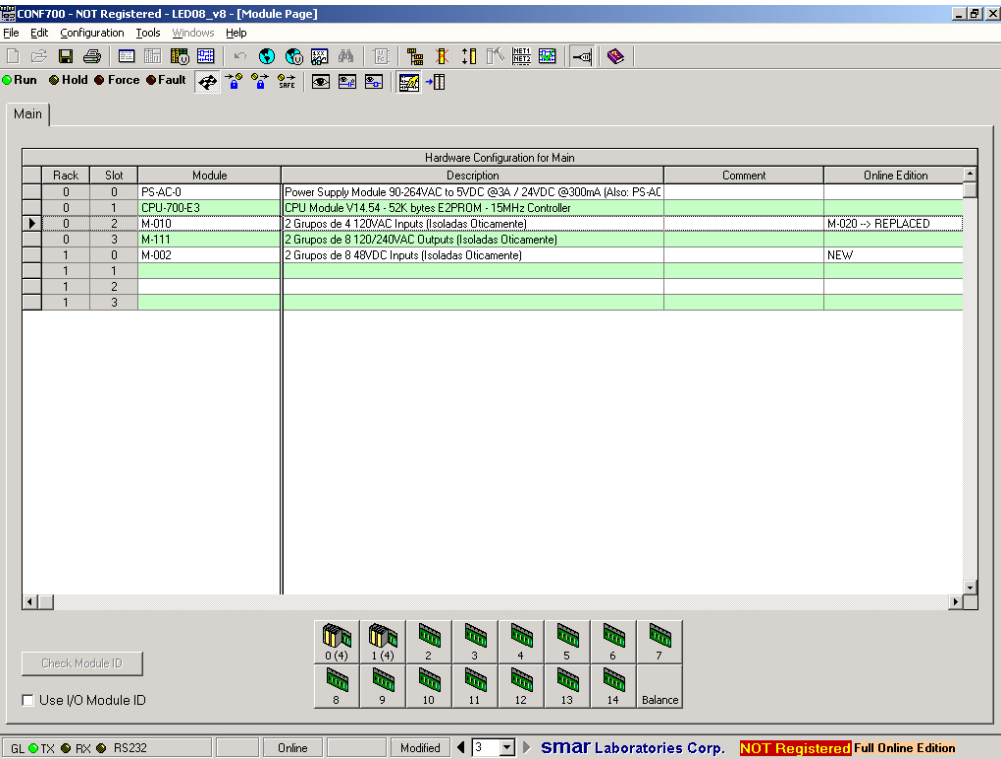 CONF700 - NOT Registered - LED08_v8 - [Module Page]
File Edit Configuration Tools Windows Help
Run Hold Force Fault SAFE
Main
Hardware Configuration for Main
Rack Slot Module Description Comment Online Edition
0 0 PS-AC-0 Power Supply Module 90-264VAC to 5VDC @3A / 24VDC @300mA (Also: PS-AC
0 1 CPU-700-E3 CPU Module V14.54 - 52K bytes E2PROM - 15MHz Controller
0 2 M-010 2 Grupos de 4 120VAC Inputs (Isoladas Oticamente) M-020 --> REPLACED
0 3 M-111 2 Grupos de 8 120/240VAC Outputs (Isoladas Oticamente)
1 0 M-002 2 Grupos de 8 48VDC Inputs (Isoladas Oticamente) NEW
1 1
1 2
1 3
0 (4) 1 (4) 2 3 4 5 6 7
Check Module ID
Use I/O Module ID
8 9 10 11 12 13 14 Balance
GL TX RX RS232 Online Modified 3 smar Laboratories Corp. NOT Registered Full Online Edition